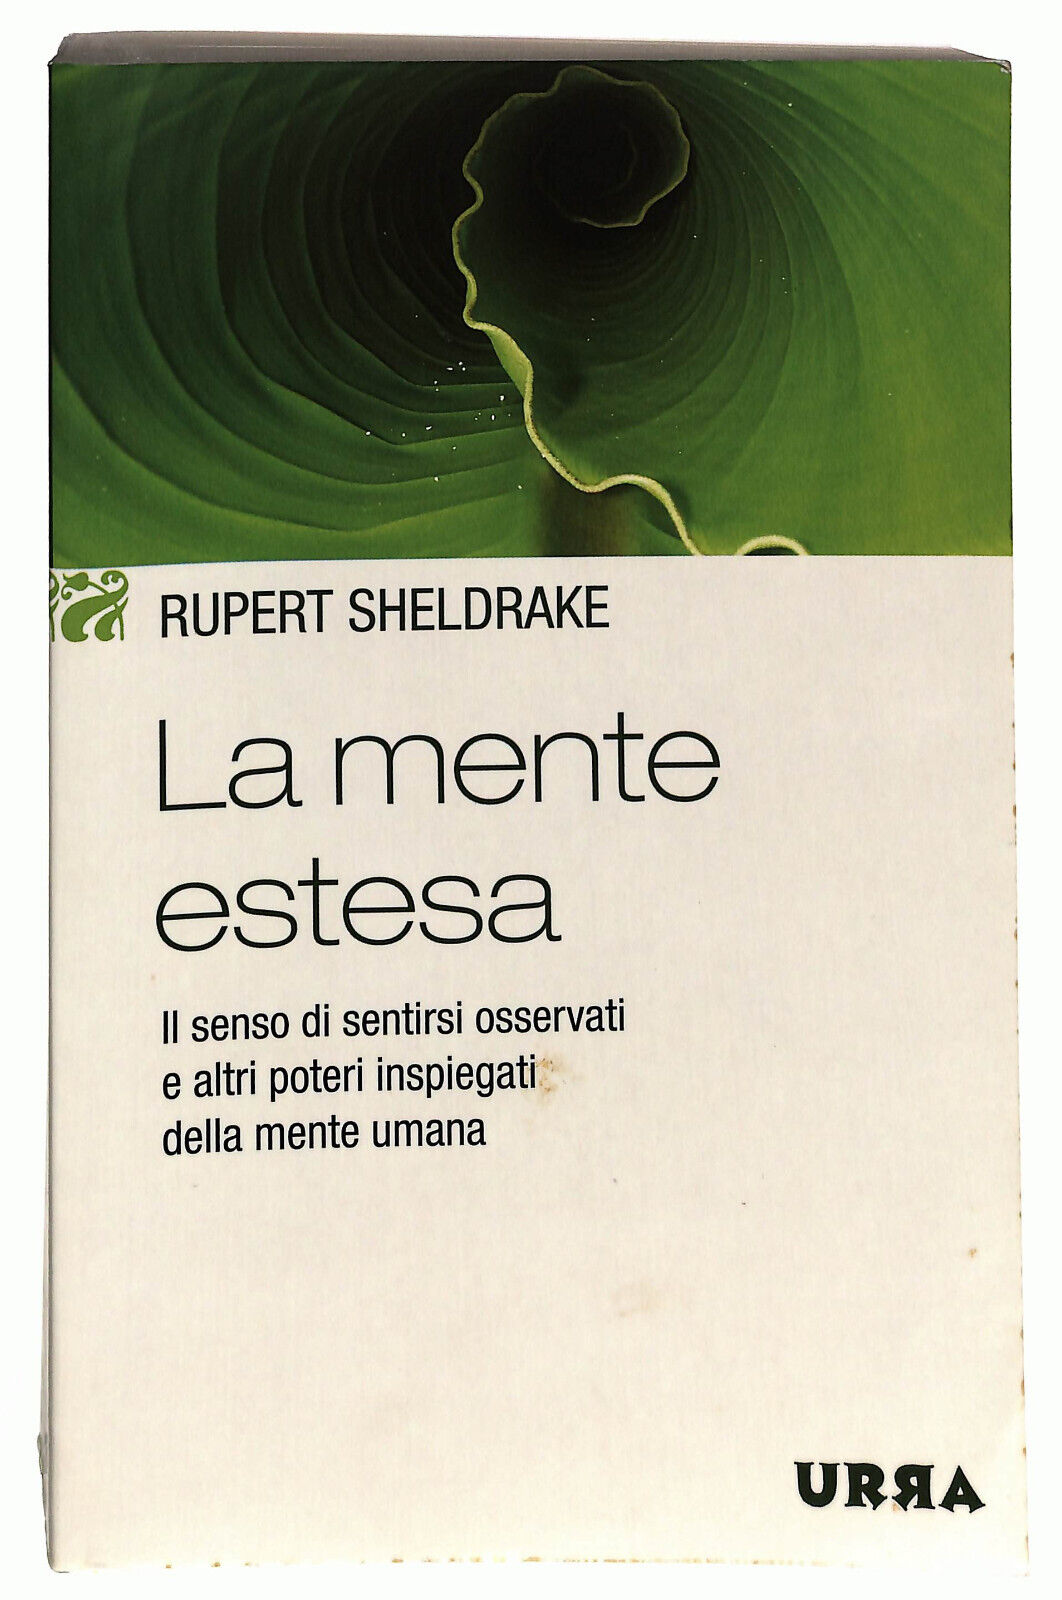 RUPERT SHELDRAKE
La mente
estesa
Il senso di sentirsi osservati
e altri poteri inspiegati
della mente umana
URRA